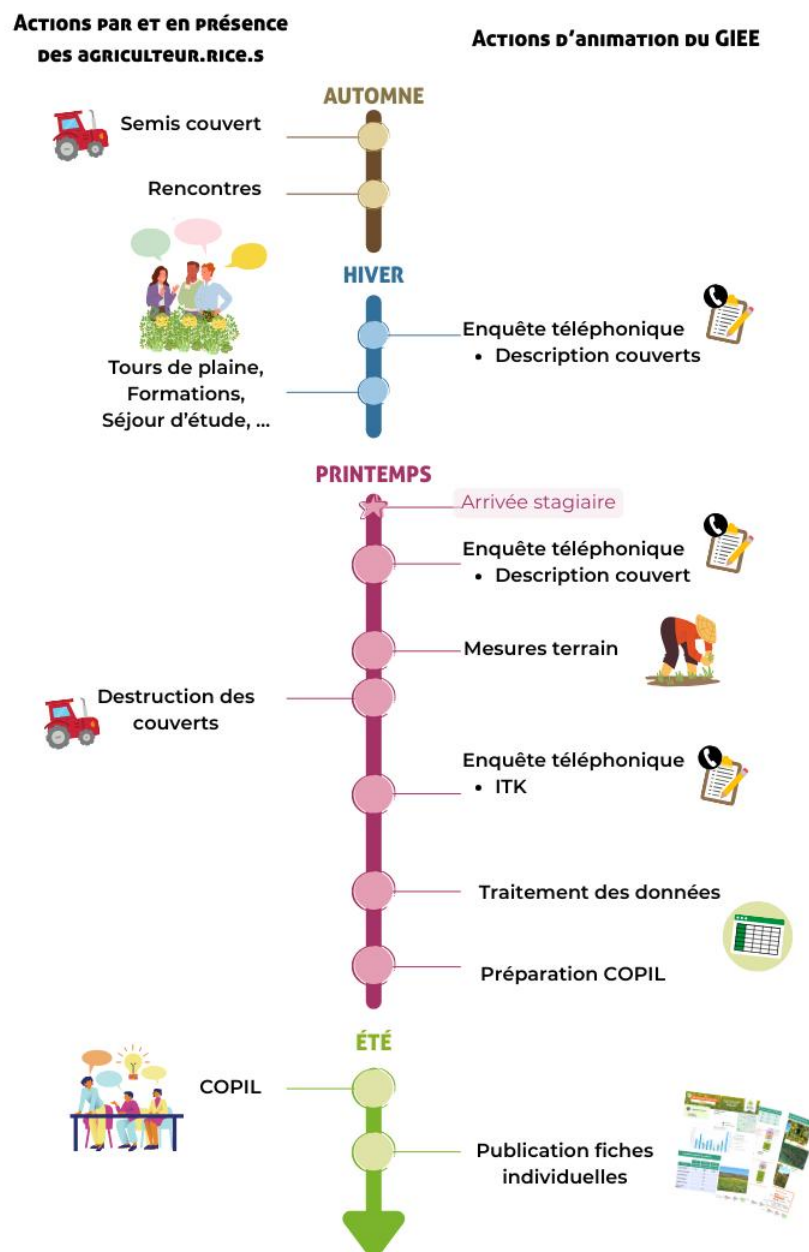 Actions par et en présence
des agriculteur.rice.s
Actions d'animation du GIEE
AUTOMNE
Semis couvert
Rencontres
HIVER
Enquête téléphonique
• Description couverts
Tours de plaine,
Formations,
Séjour d'étude, ...
PRINTEMPS
Arrivée stagiaire
Enquête téléphonique
• Description couvert
Mesures terrain
Destruction des
couverts
Enquête téléphonique
• ITK
Traitement des données
Préparation COPIL
ÉTÉ
COPIL
Publication fiches
individuelles